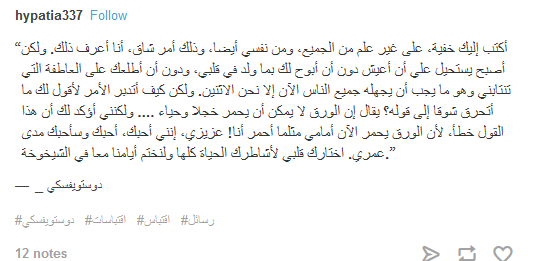 hypatia337 Follow
“أكتب إليك خفية، على غير علم من الجميع، ومن نفسي أيضا، وذلك أمر شاق، أنا أعرف ذلك. ولكن
أصبح يستحيل علي أن أعيش دون أن أبوح لك بما ولد في قلبي، ودون أن أطلعك على العاطفة التي
تنتابني وهو ما يجب أن يجهله جميع الناس الآن إلا نحن الاثنين. ولكن كيف أتدبر الأمر لأقول لك ما
أتحرق شوقا إلى قوله؟ يقال إن الورق لا يمكن أن يحمر خجلا وحياء .... ولكنني أؤكد لك أن هذا
القول خطأ، لأن الورق يحمر الآن أمامي مثلما أحمر أنا! عزيزي، إنني أحبك، أحبك وسأحبك مدى
عمري. اختارك قلبي لأشاطرك الحياة كلها ولنختم أيامنا معا في الشيخوخة.”
— _ دوستويفسكي
#رسائل #اقتباس #اقتباسات #دوستويفسكي
12 notes